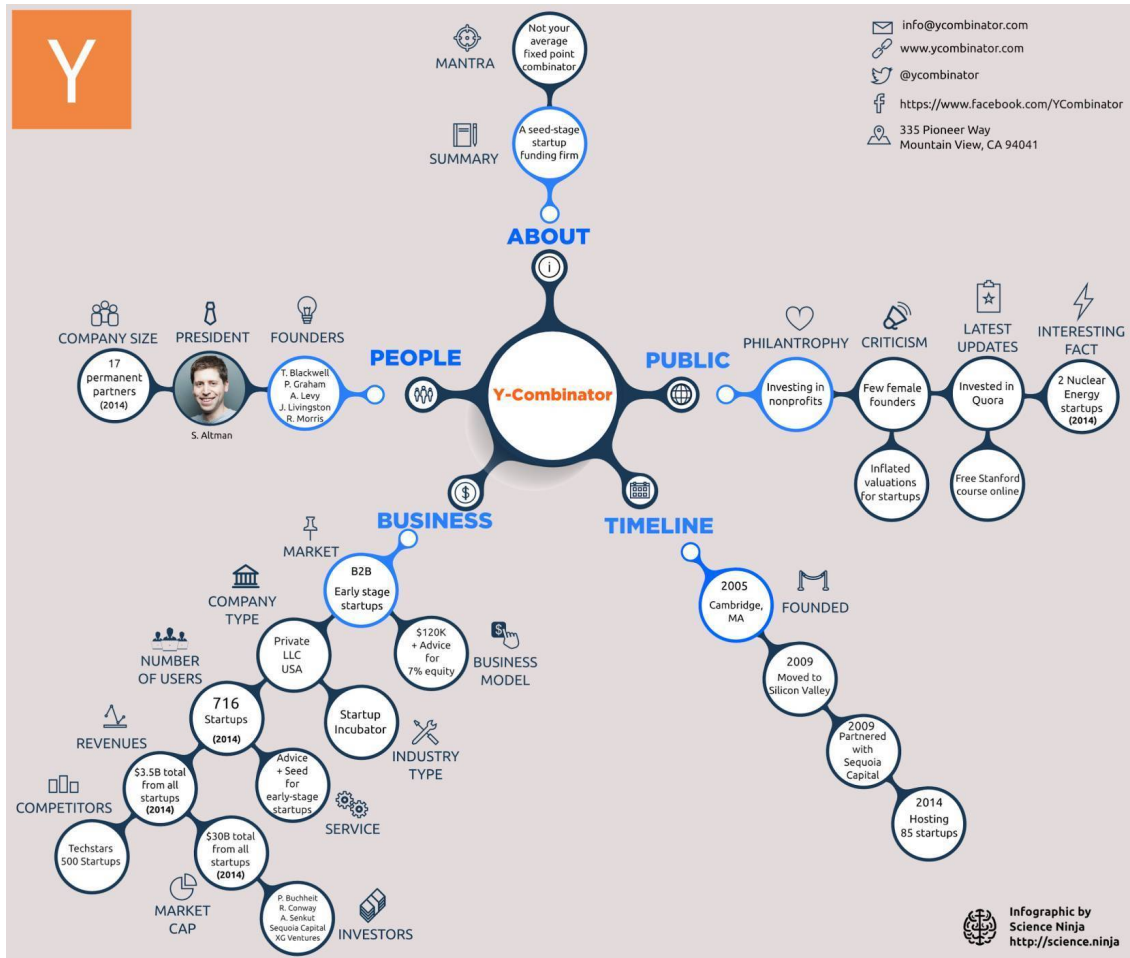 Y
MANTRA
Not your
average
fixed point
combinator
SUMMARY
A seed-stage
startup
funding firm
ABOUT
info@ycombinator.com
www.ycombinator.com
@ycombinator
https://www.facebook.com/YCombinator
335 Pioneer Way
Mountain View, CA 94041
Y-Combinator
PEOPLE
FOUNDERS
T. Blackwell
P. Graham
A. Levy
J. Livingston
R. Morris
PRESIDENT
S. Altman
COMPANY SIZE
17
permanent
partners
(2014)
PUBLIC
PHILANTROPHY
Investing in
nonprofits
CRITICISM
Few female
founders
Inflated
valuations
for startups
LATEST
UPDATES
Invested in
Quora
Free Stanford
course online
INTERESTING
FACT
2 Nuclear
Energy
startups
(2014)
BUSINESS
MARKET
B2B
Early stage
startups
BUSINESS
MODEL
$120K
+ Advice
for
7% equity
COMPANY
TYPE
Private
LLC
USA
INDUSTRY
TYPE
Startup
Incubator
NUMBER
OF USERS
716
Startups
(2014)
SERVICE
Advice
+ Seed
for
early-stage
startups
REVENUES
$3.5B total
from all
startups
(2014)
COMPETITORS
Techstars
500 Startups
MARKET
CAP
$30B total
from all
startups
(2014)
INVESTORS
P. Buchheit
R. Conway
A. Senkut
Sequoia Capital
XG Ventures
TIMELINE
FOUNDED
2005
Cambridge,
MA
2009
Moved to
Silicon Valley
2009
Partnered
with
Sequoia
Capital
2014
Hosting
85 startups
Infographic by
Science Ninja
http://science.ninja